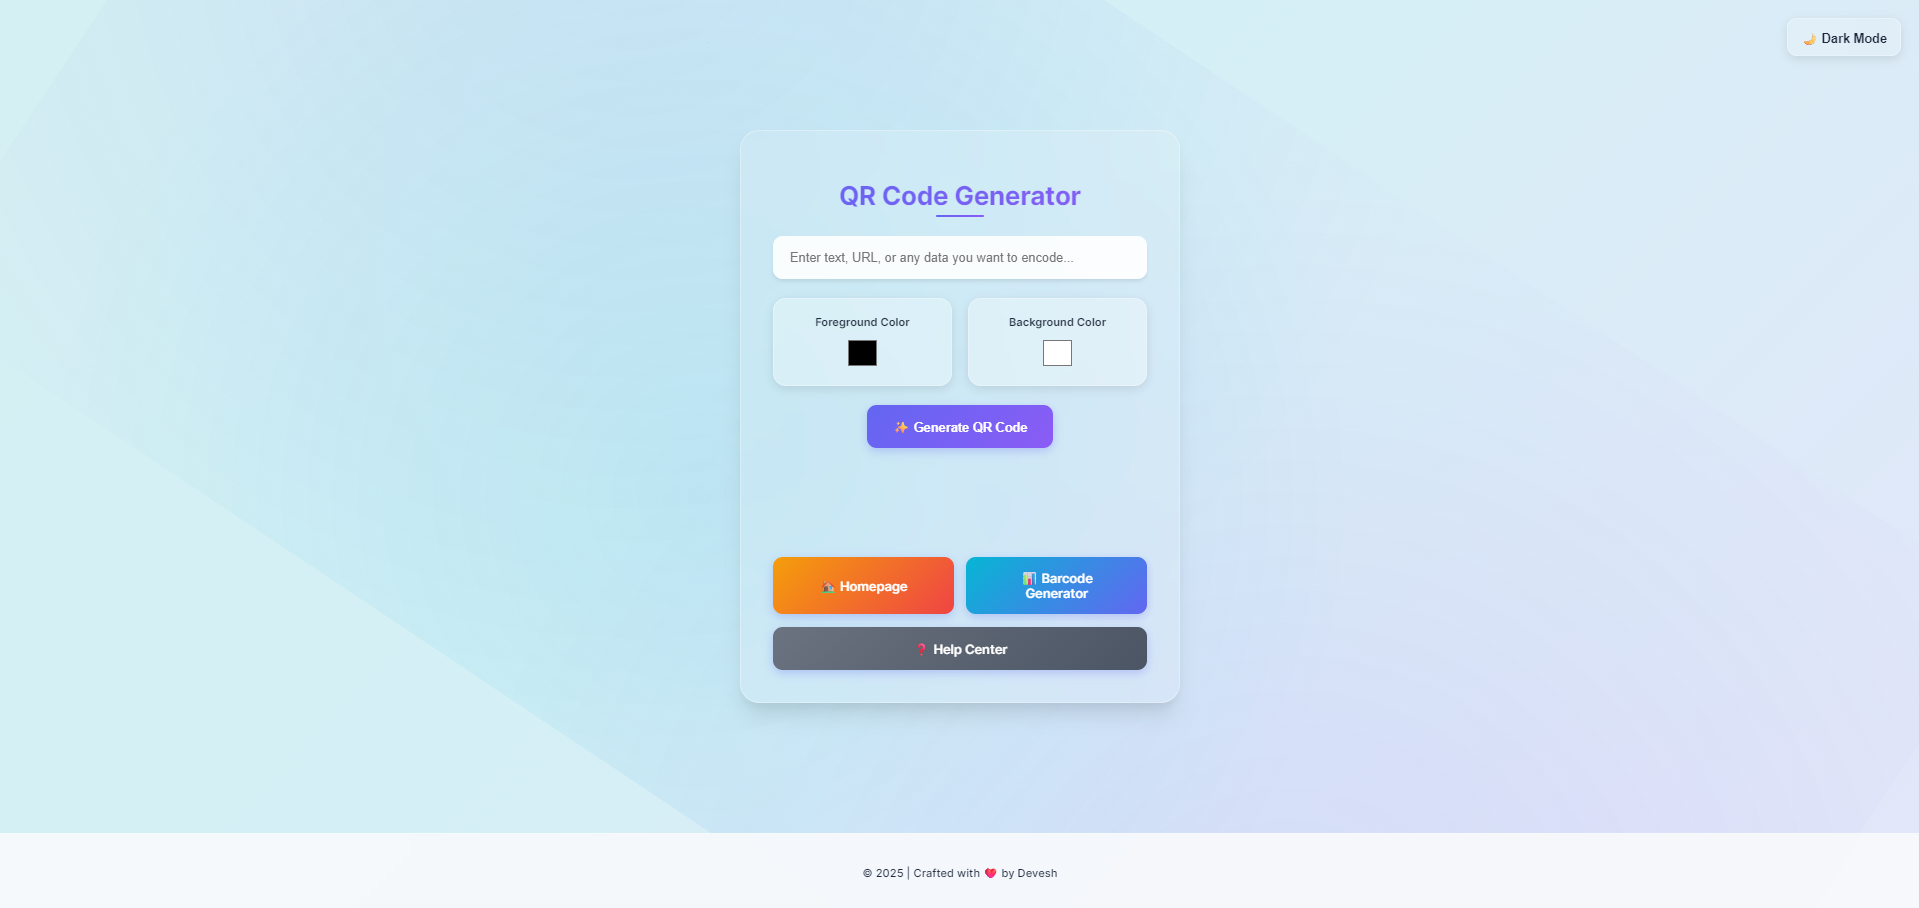 🌙 Dark Mode
QR Code Generator
Enter text, URL, or any data you want to encode...
Foreground Color
Background Color
✨ Generate QR Code
🏠 Homepage
📊 Barcode
Generator
❓ Help Center
© 2025 | Crafted with ❤️ by Devesh